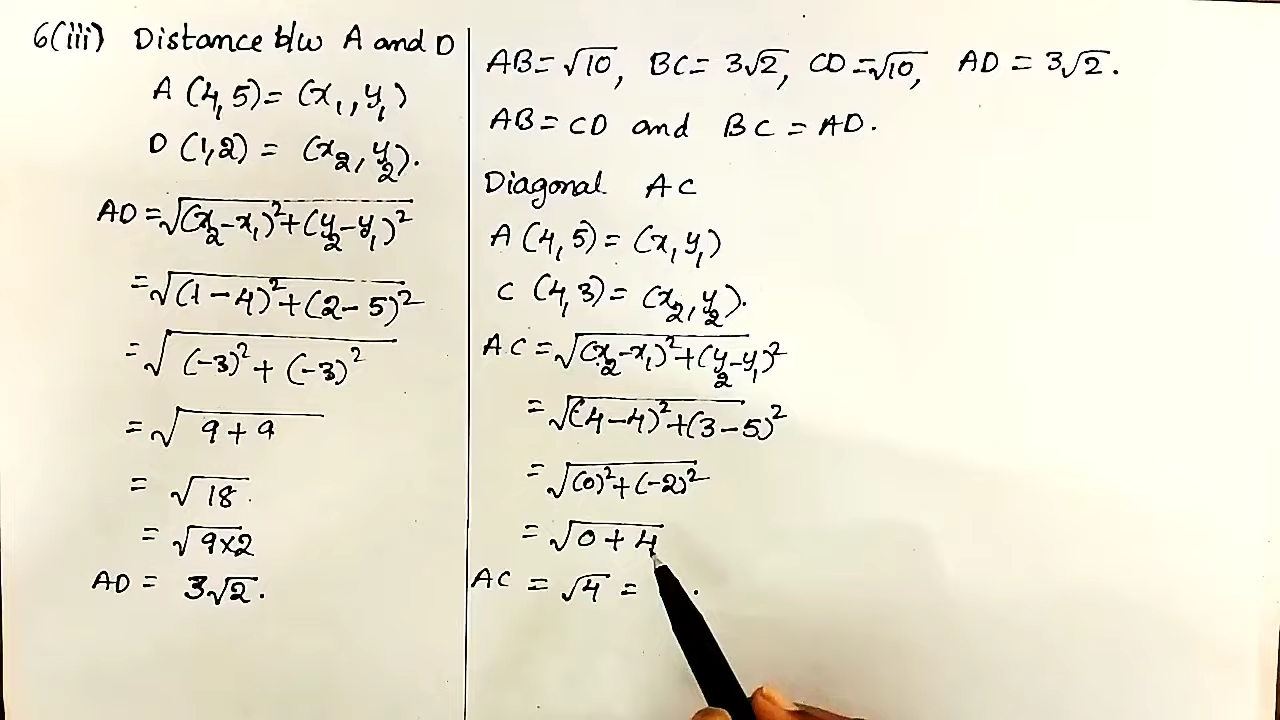 6(iii) Distance b/w A and D
A (4,5) = (x₁, y₁)
D (1,2) = (x₂, y₂).
AD = √(x₂-x₁)²+(y₂-y₁)²
= √(1-4)²+(2-5)²
= √(-3)² + (-3)²
= √9+9
= √18.
= √9×2
AD = 3√2.
AB = √10, BC = 3√2, CD = √10, AD = 3√2.
AB = CD and BC = AD.
Diagonal AC
A (4,5) = (x₁ y₁)
C (4,3) = (x₂, y₂).
AC = √(x₂-x₁)²+(y₂-y₁)²
= √(4-4)²+(3-5)²
= √(0)²+(-2)²
= √0+4
AC = √4 = .